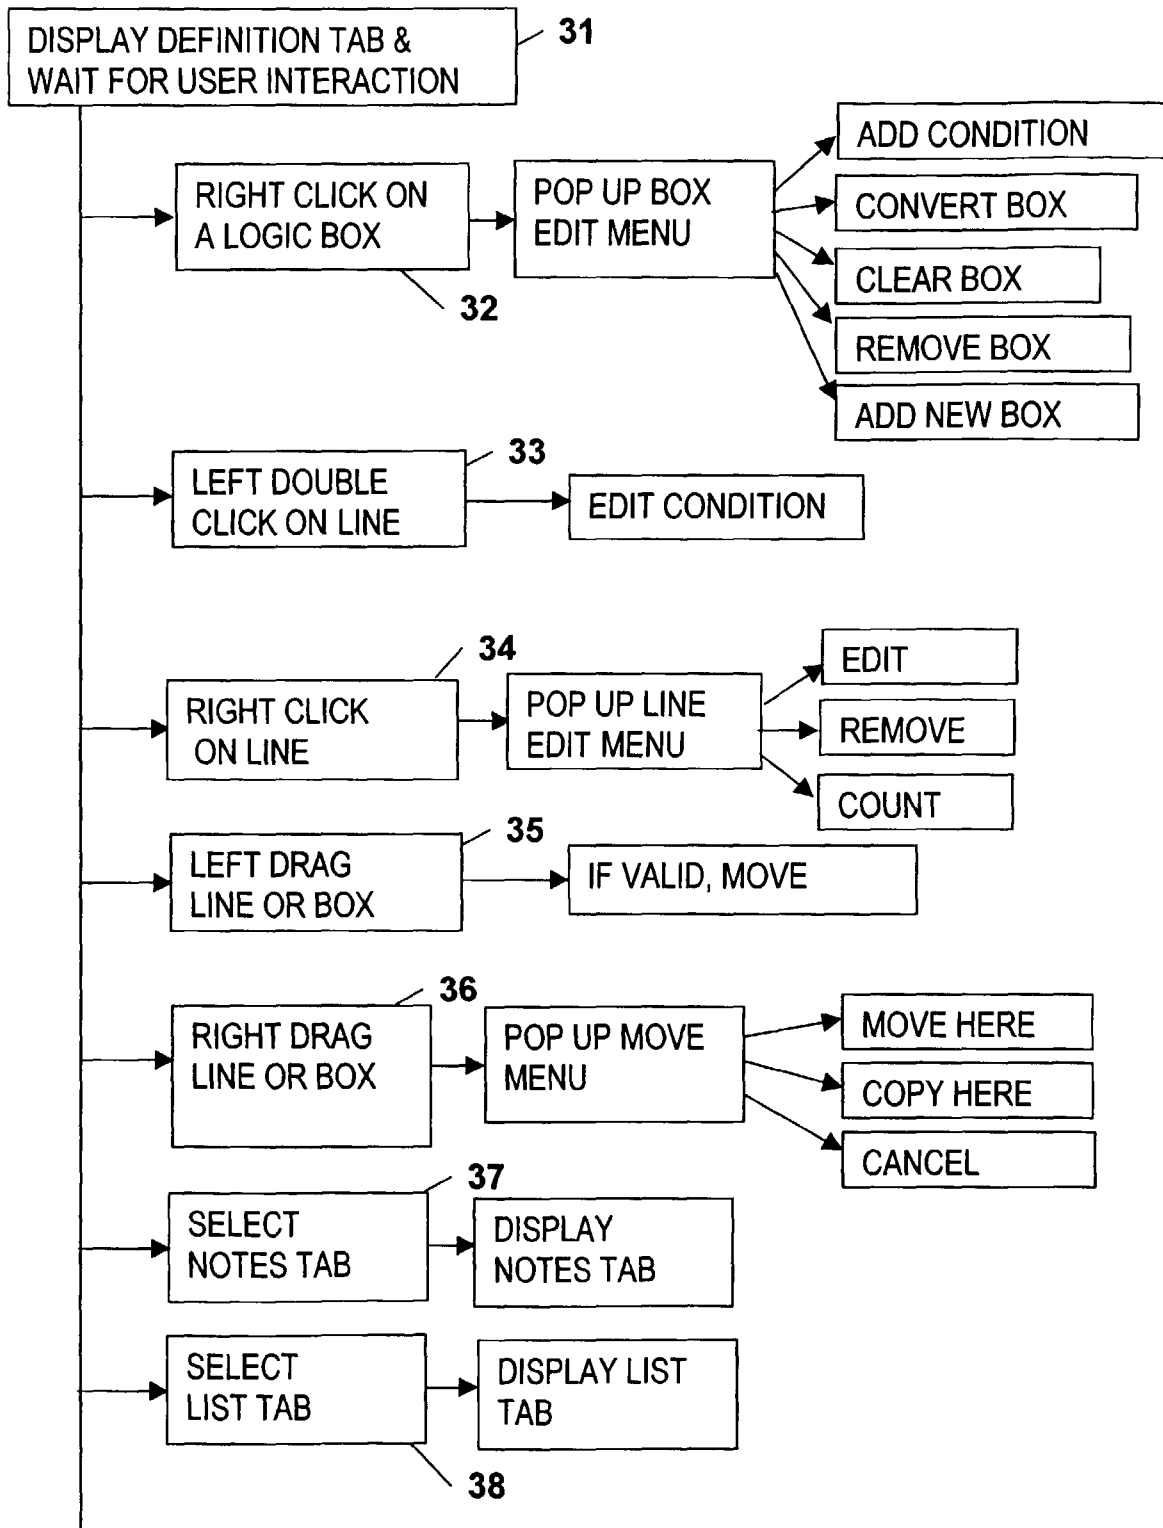 DISPLAY DEFINITION TAB &
WAIT FOR USER INTERACTION
31
RIGHT CLICK ON
A LOGIC BOX
32
POP UP BOX
EDIT MENU
ADD CONDITION
CONVERT BOX
CLEAR BOX
REMOVE BOX
ADD NEW BOX
33
LEFT DOUBLE
CLICK ON LINE
EDIT CONDITION
34
RIGHT CLICK
ON LINE
POP UP LINE
EDIT MENU
EDIT
REMOVE
COUNT
35
LEFT DRAG
LINE OR BOX
IF VALID, MOVE
36
RIGHT DRAG
LINE OR BOX
POP UP MOVE
MENU
MOVE HERE
COPY HERE
CANCEL
37
SELECT
NOTES TAB
DISPLAY
NOTES TAB
SELECT
LIST TAB
38
DISPLAY LIST
TAB